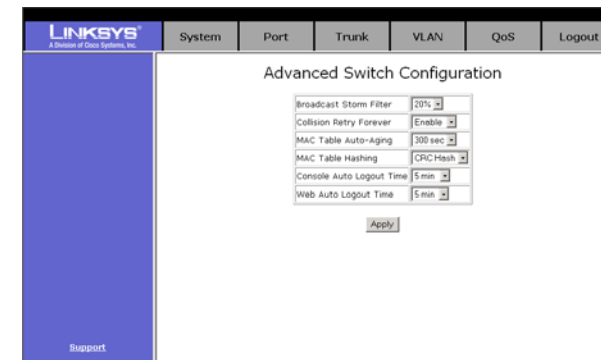 LINKSYS®
A Division of Cisco Systems, Inc.
System Port Trunk VLAN QoS Logout
Advanced Switch Configuration
Broadcast Storm Filter 20%
Collision Retry Forever Enable
MAC Table Auto-Aging 300 sec
MAC Table Hashing CRC Hash
Console Auto Logout Time 5 min
Web Auto Logout Time 5 min
Apply
Support